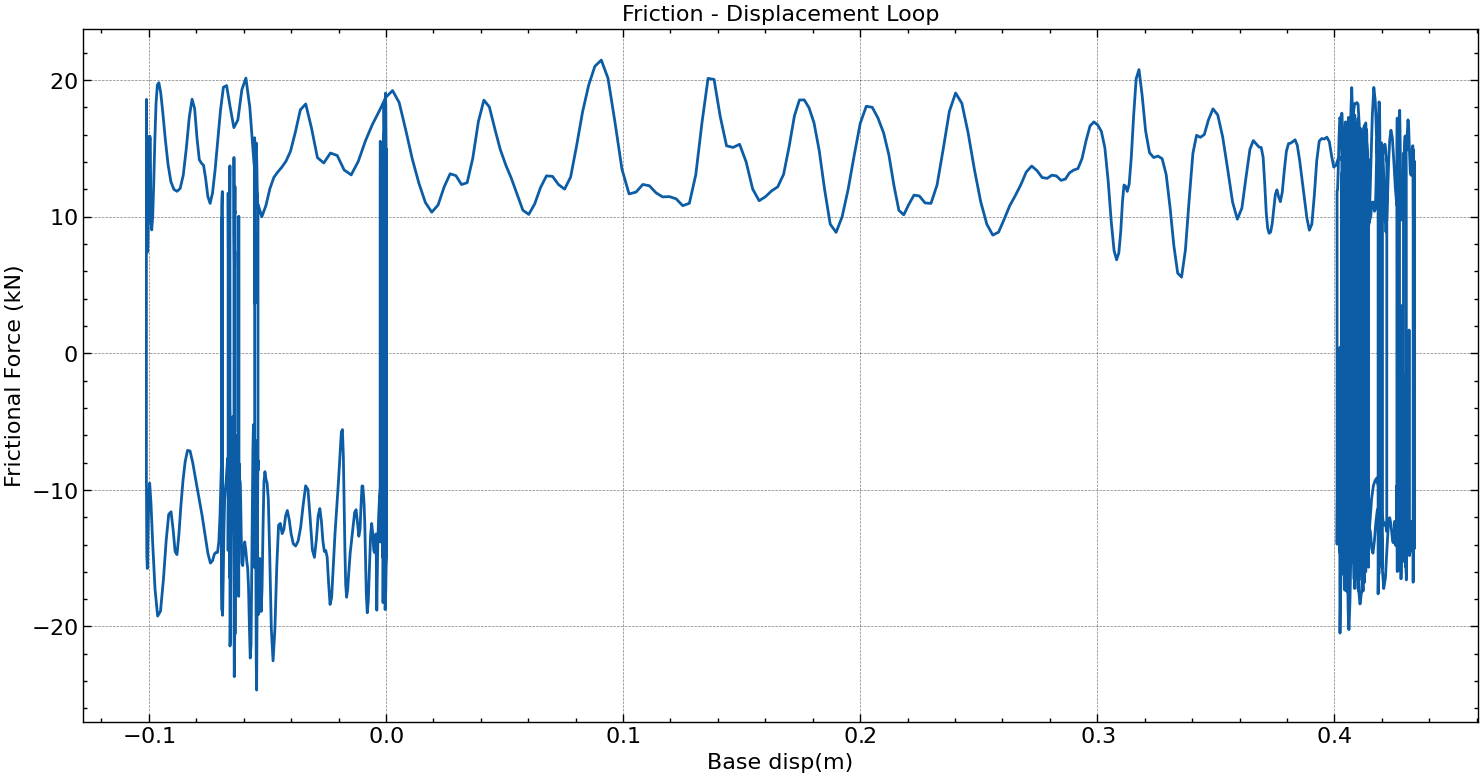 Friction - Displacement Loop
20
10
0
−10
−20
Frictional Force (kN)
−0.1 0.0 0.1 0.2 0.3 0.4
Base disp(m)